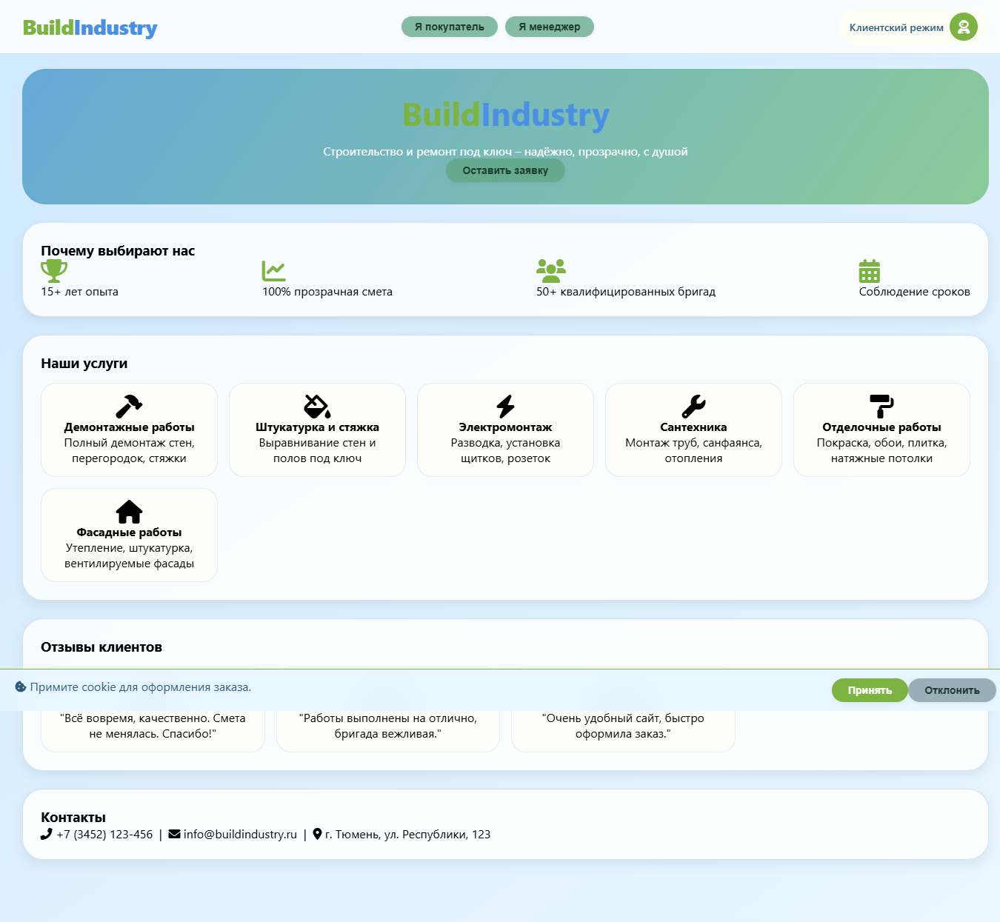 BuildIndustry
Я покупатель
Я менеджер
Клиентский режим
BuildIndustry
Строительство и ремонт под ключ – надёжно, прозрачно, с душой
Оставить заявку
Почему выбирают нас
15+ лет опыта
100% прозрачная смета
50+ квалифицированных бригад
Соблюдение сроков
Наши услуги
Демонтажные работы
Полный демонтаж стен,
перегородок, стяжки
Штукатурка и стяжка
Выравнивание стен и
полов под ключ
Электромонтаж
Разводка, установка
щитков, розеток
Сантехника
Монтаж труб, санфаянса,
отопления
Отделочные работы
Покраска, обои, плитка,
натяжные потолки
Фасадные работы
Утепление, штукатурка,
вентилируемые фасады
Отзывы клиентов
Примите cookie для оформления заказа.
Принять
Отклонить
"Всё вовремя, качественно. Смета
не менялась. Спасибо!"
"Работы выполнены на отлично,
бригада вежливая."
"Очень удобный сайт, быстро
оформила заказ."
Контакты
+7 (3452) 123-456 | info@buildindustry.ru | г. Тюмень, ул. Республики, 123